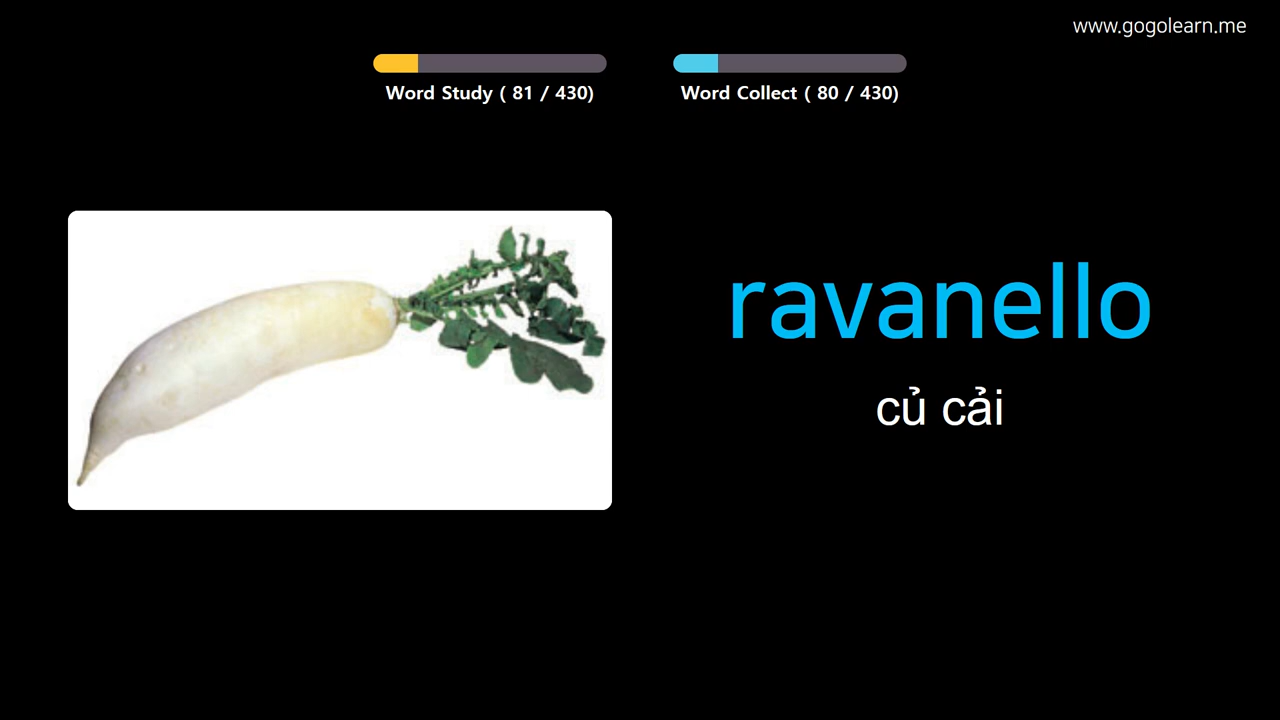 www.gogolearn.me
Word Study ( 81 / 430)
Word Collect ( 80 / 430)
ravanello
củ cải